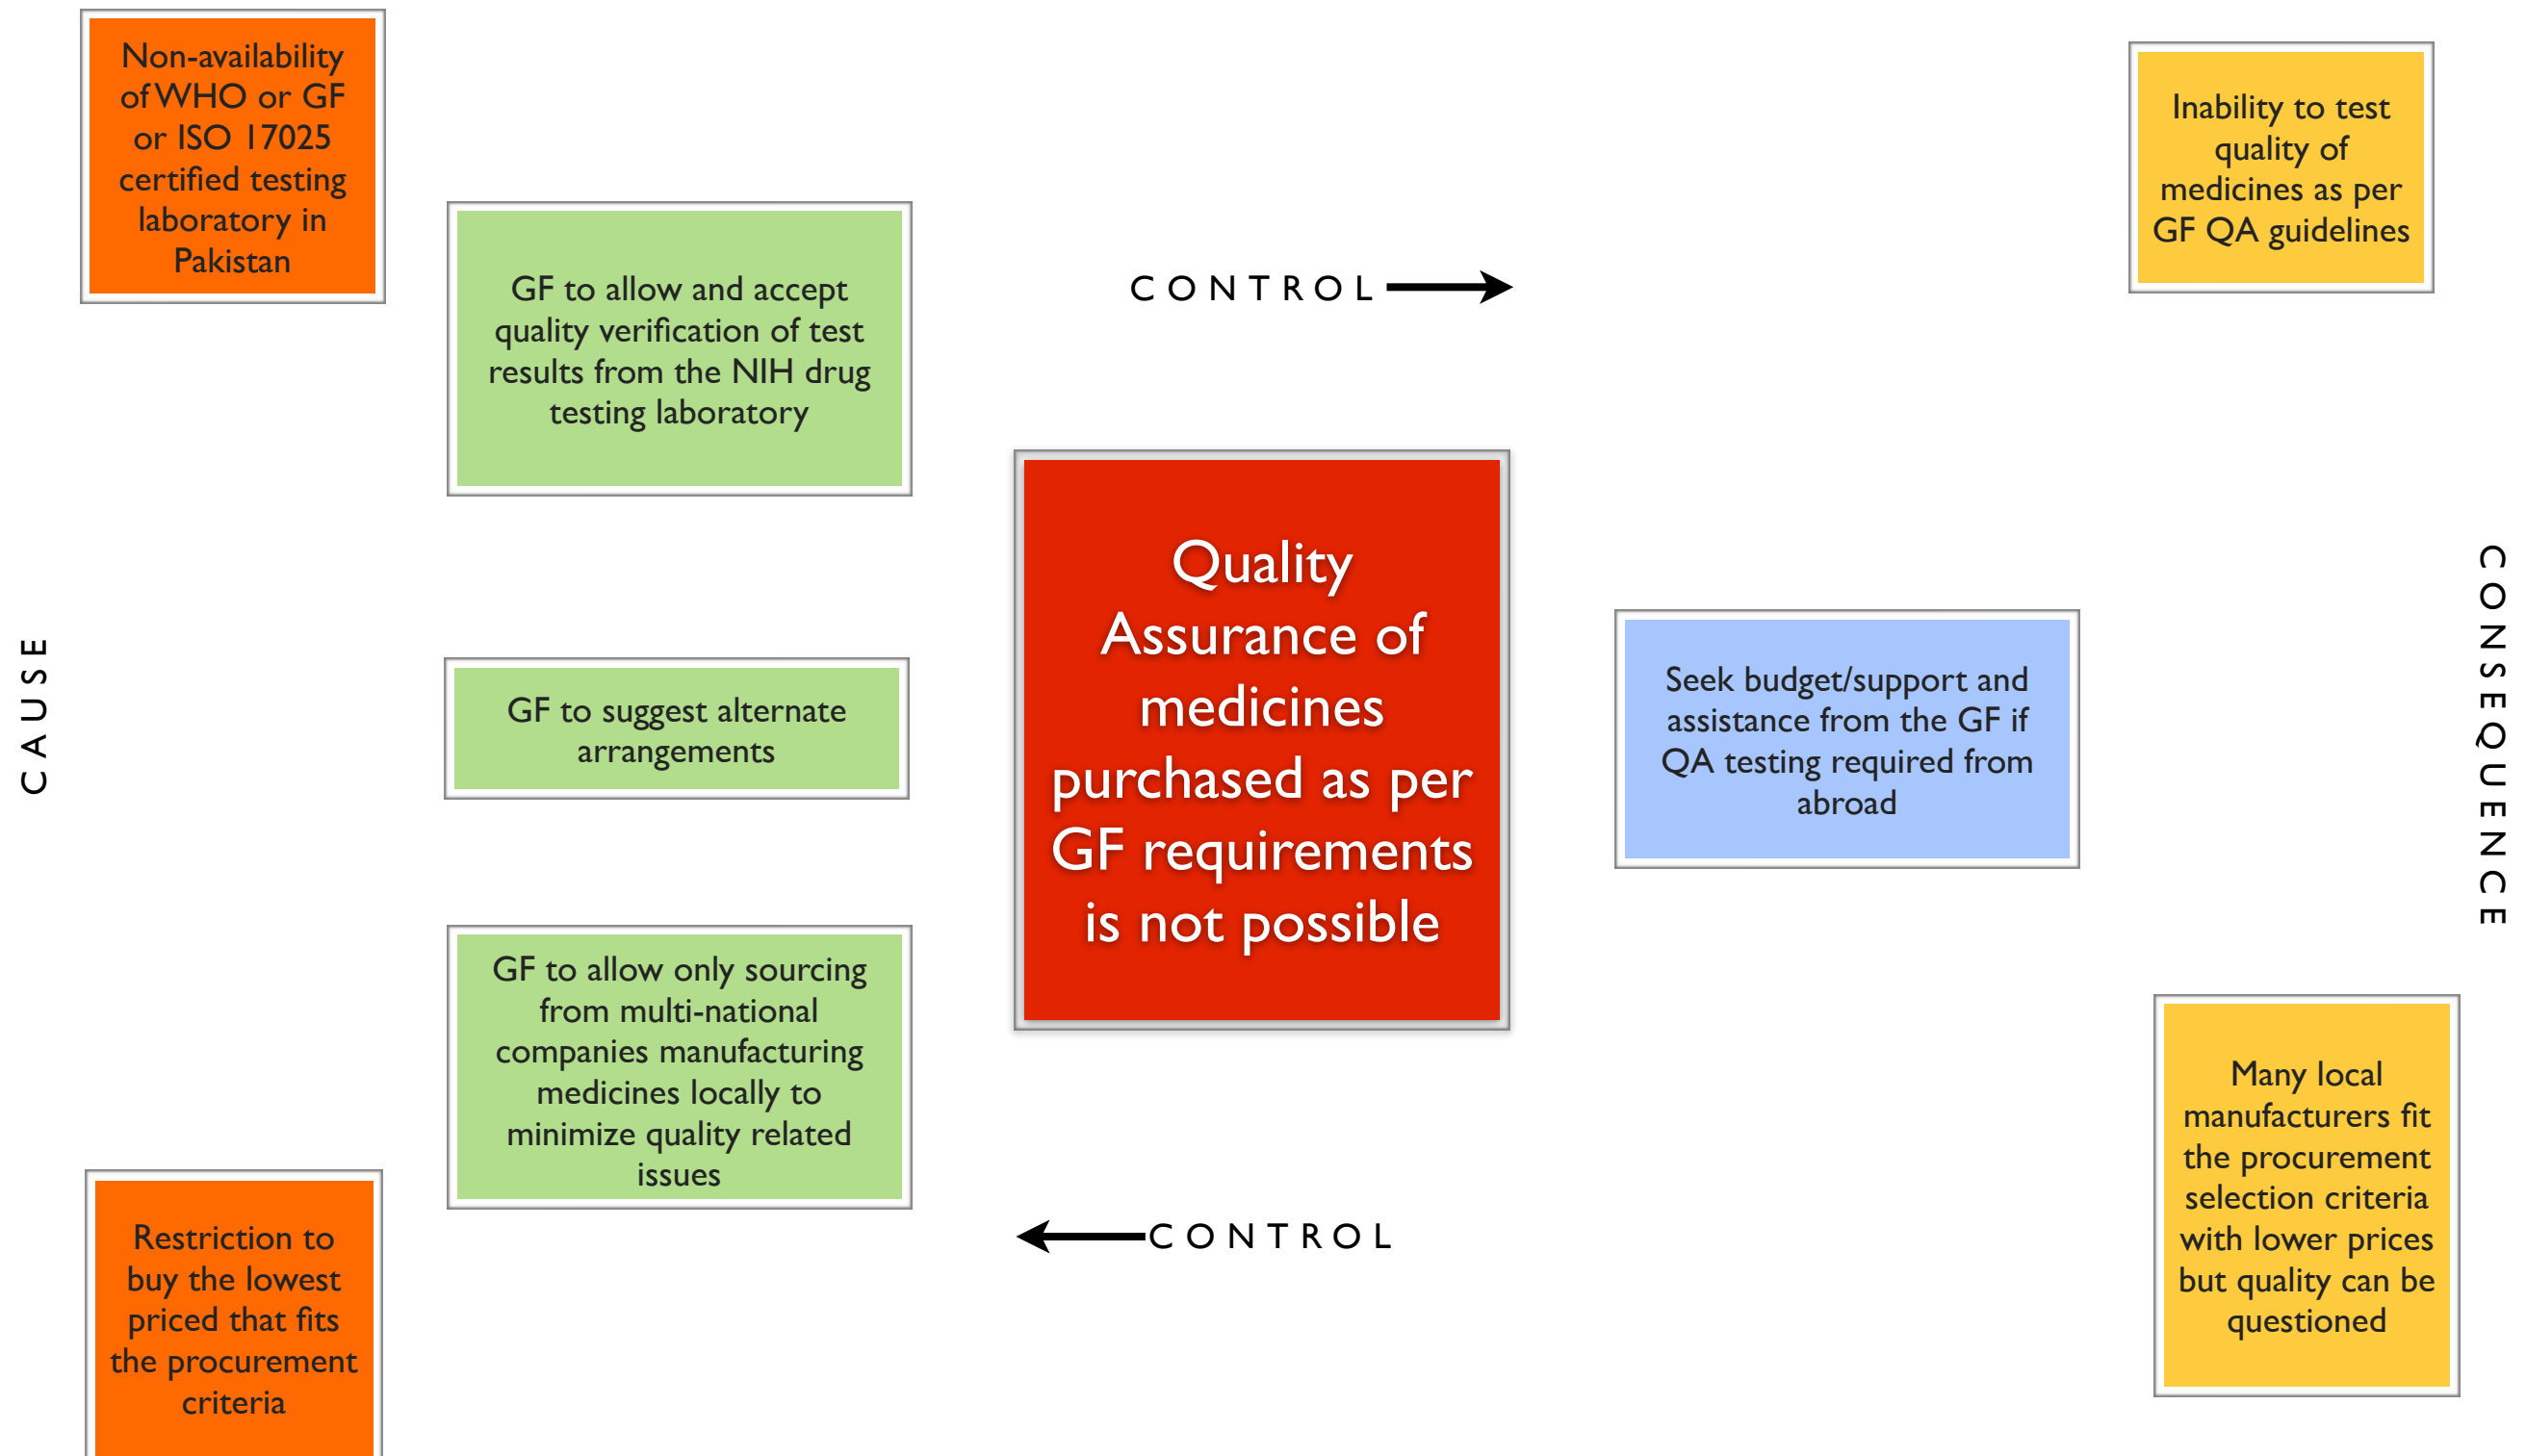 Non-availability
of WHO or GF
or ISO 17025
certified testing
laboratory in
Pakistan
Inability to test
quality of
medicines as per
GF QA guidelines
GF to allow and accept
quality verification of test
results from the NIH drug
testing laboratory
CONTROL
Quality
Assurance of
medicines
purchased as per
GF requirements
is not possible
CAUSE
GF to suggest alternate
arrangements
Seek budget/support and
assistance from the GF if
QA testing required from
abroad
CONSEQUENCE
GF to allow only sourcing
from multi-national
companies manufacturing
medicines locally to
minimize quality related
issues
Many local
manufacturers fit
the procurement
selection criteria
with lower prices
but quality can be
questioned
Restriction to
buy the lowest
priced that fits
the procurement
criteria
CONTROL